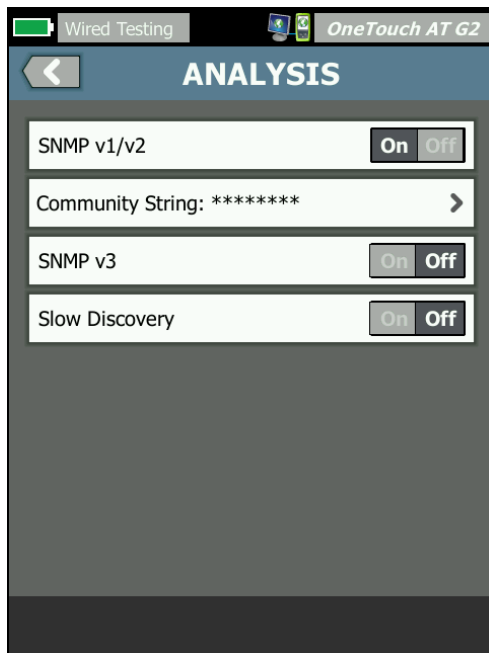 Wired Testing OneTouch AT G2
ANALYSIS
SNMP v1/v2 On Off
Community String: ********
SNMP v3 On Off
Slow Discovery On Off